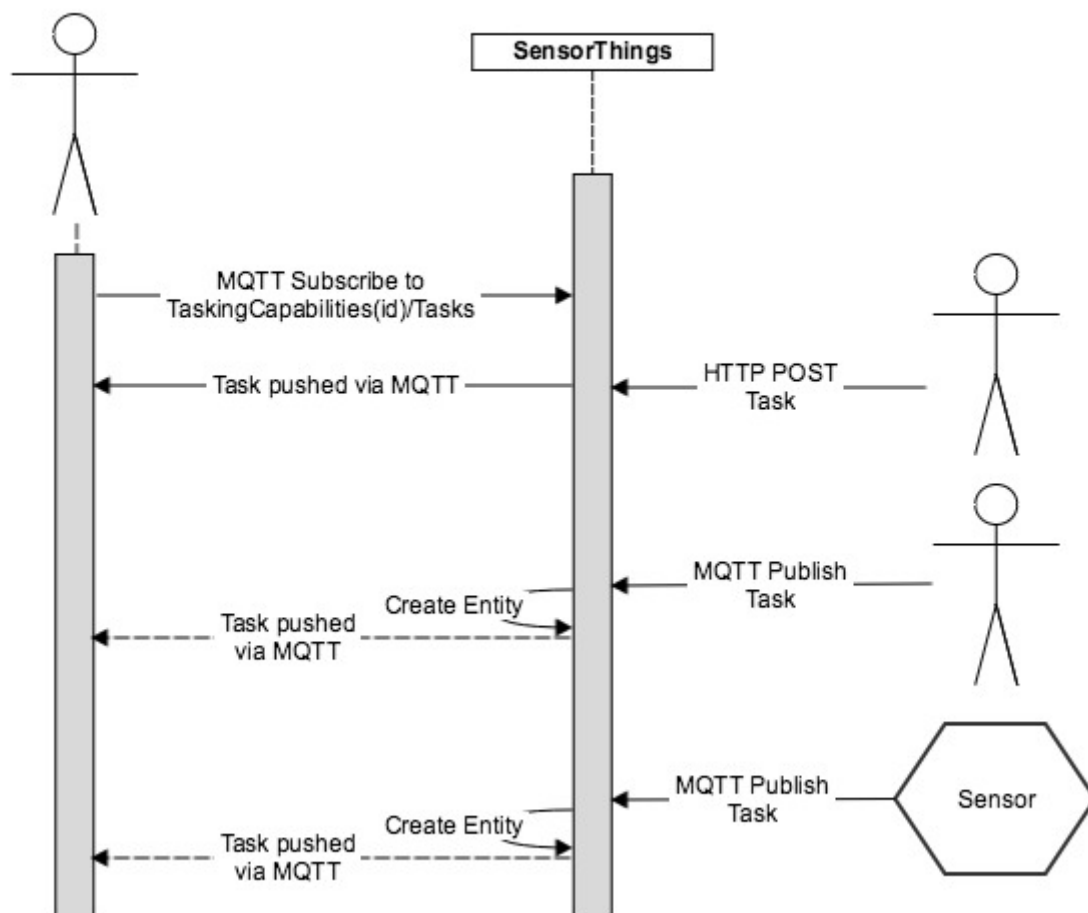 SensorThings
MQTT Subscribe to
TaskingCapabilities(id)/Tasks
Task pushed via MQTT
HTTP POST
Task
MQTT Publish
Task
Create Entity
Task pushed
via MQTT
MQTT Publish
Task
Sensor
Create Entity
Task pushed
via MQTT